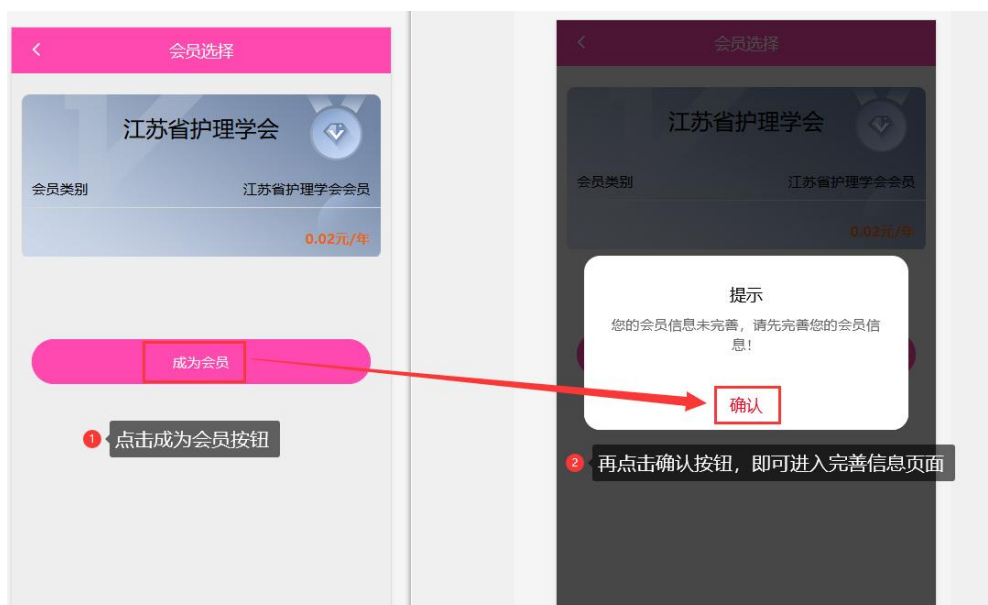 会员选择
江苏省护理学会
会员类别
江苏省护理学会会员
0.02元/年
成为会员
1 点击成为会员按钮
会员选择
江苏省护理学会
会员类别
江苏省护理学会会员
0.02元/年
提示
您的会员信息未完善，请先完善您的会员信
息！
确认
2 再点击确认按钮，即可进入完善信息页面